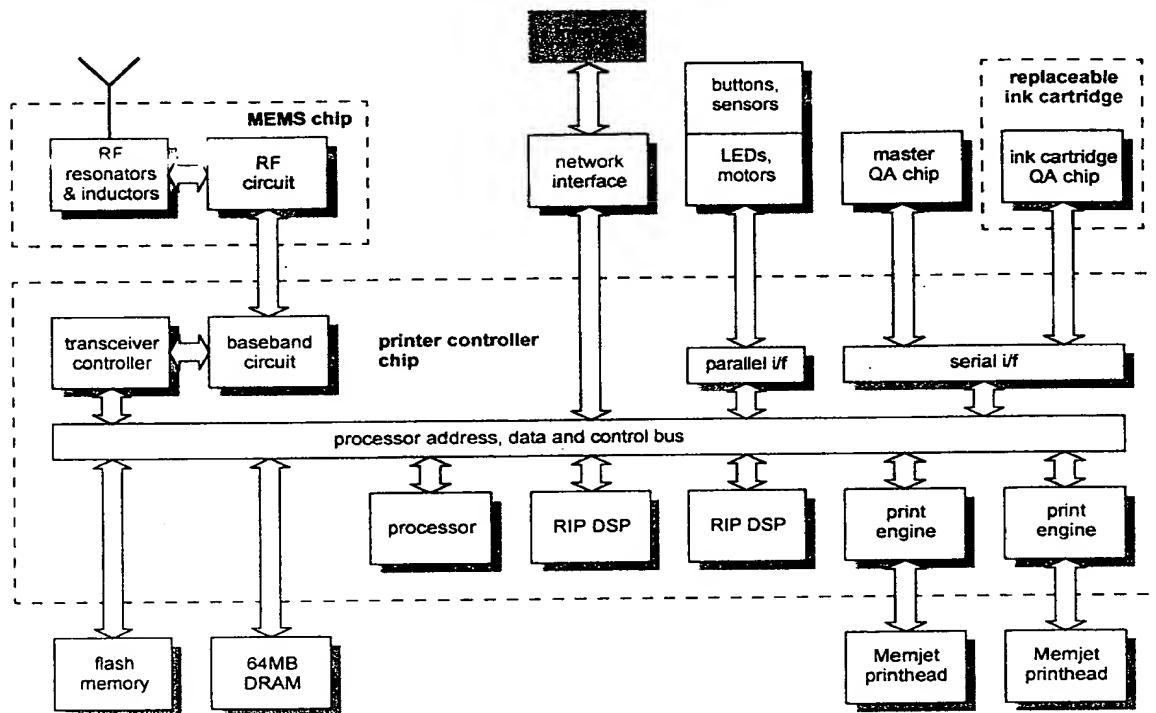 MEMS chip
RF
resonators
& inductors
RF
circuit
network
interface
buttons,
sensors
LEDs,
motors
master
QA chip
replaceable
ink cartridge
ink cartridge
QA chip
transceiver
controller
baseband
circuit
printer controller
chip
parallel i/f
serial i/f
processor address, data and control bus
processor
RIP DSP
RIP DSP
print
engine
print
engine
flash
memory
64MB
DRAM
Memjet
printhead
Memjet
printhead